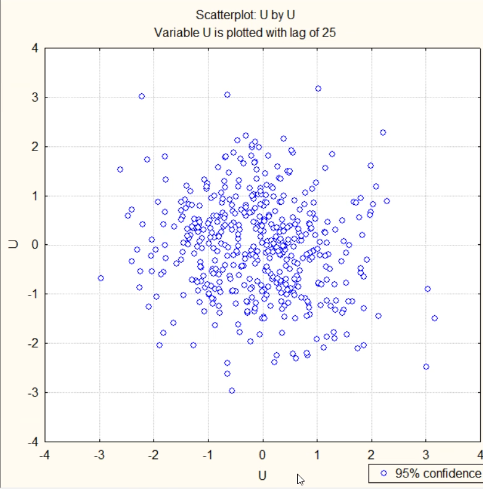 Scatterplot: U by U
Variable U is plotted with lag of 25
4
3
2
1
0
-1
-2
-3
-4
U
-4 -3 -2 -1 0 1 2 3 4
U
95% confidence